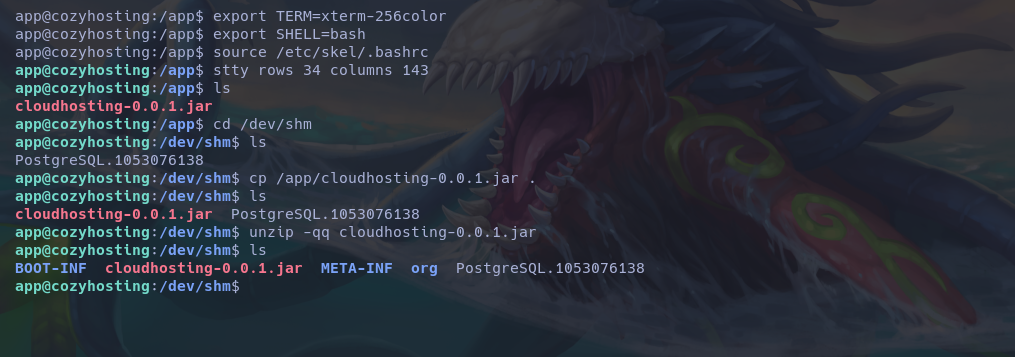 app@cozyhosting:/app$ export TERM=xterm-256color
app@cozyhosting:/app$ export SHELL=bash
app@cozyhosting:/app$ source /etc/skel/.bashrc
app@cozyhosting:/app$ stty rows 34 columns 143
app@cozyhosting:/app$ ls
cloudhosting-0.0.1.jar
app@cozyhosting:/app$ cd /dev/shm
app@cozyhosting:/dev/shm$ ls
PostgreSQL.1053076138
app@cozyhosting:/dev/shm$ cp /app/cloudhosting-0.0.1.jar .
app@cozyhosting:/dev/shm$ ls
cloudhosting-0.0.1.jar  PostgreSQL.1053076138
app@cozyhosting:/dev/shm$ unzip -qq cloudhosting-0.0.1.jar
app@cozyhosting:/dev/shm$ ls
BOOT-INF  cloudhosting-0.0.1.jar  META-INF  org  PostgreSQL.1053076138
app@cozyhosting:/dev/shm$